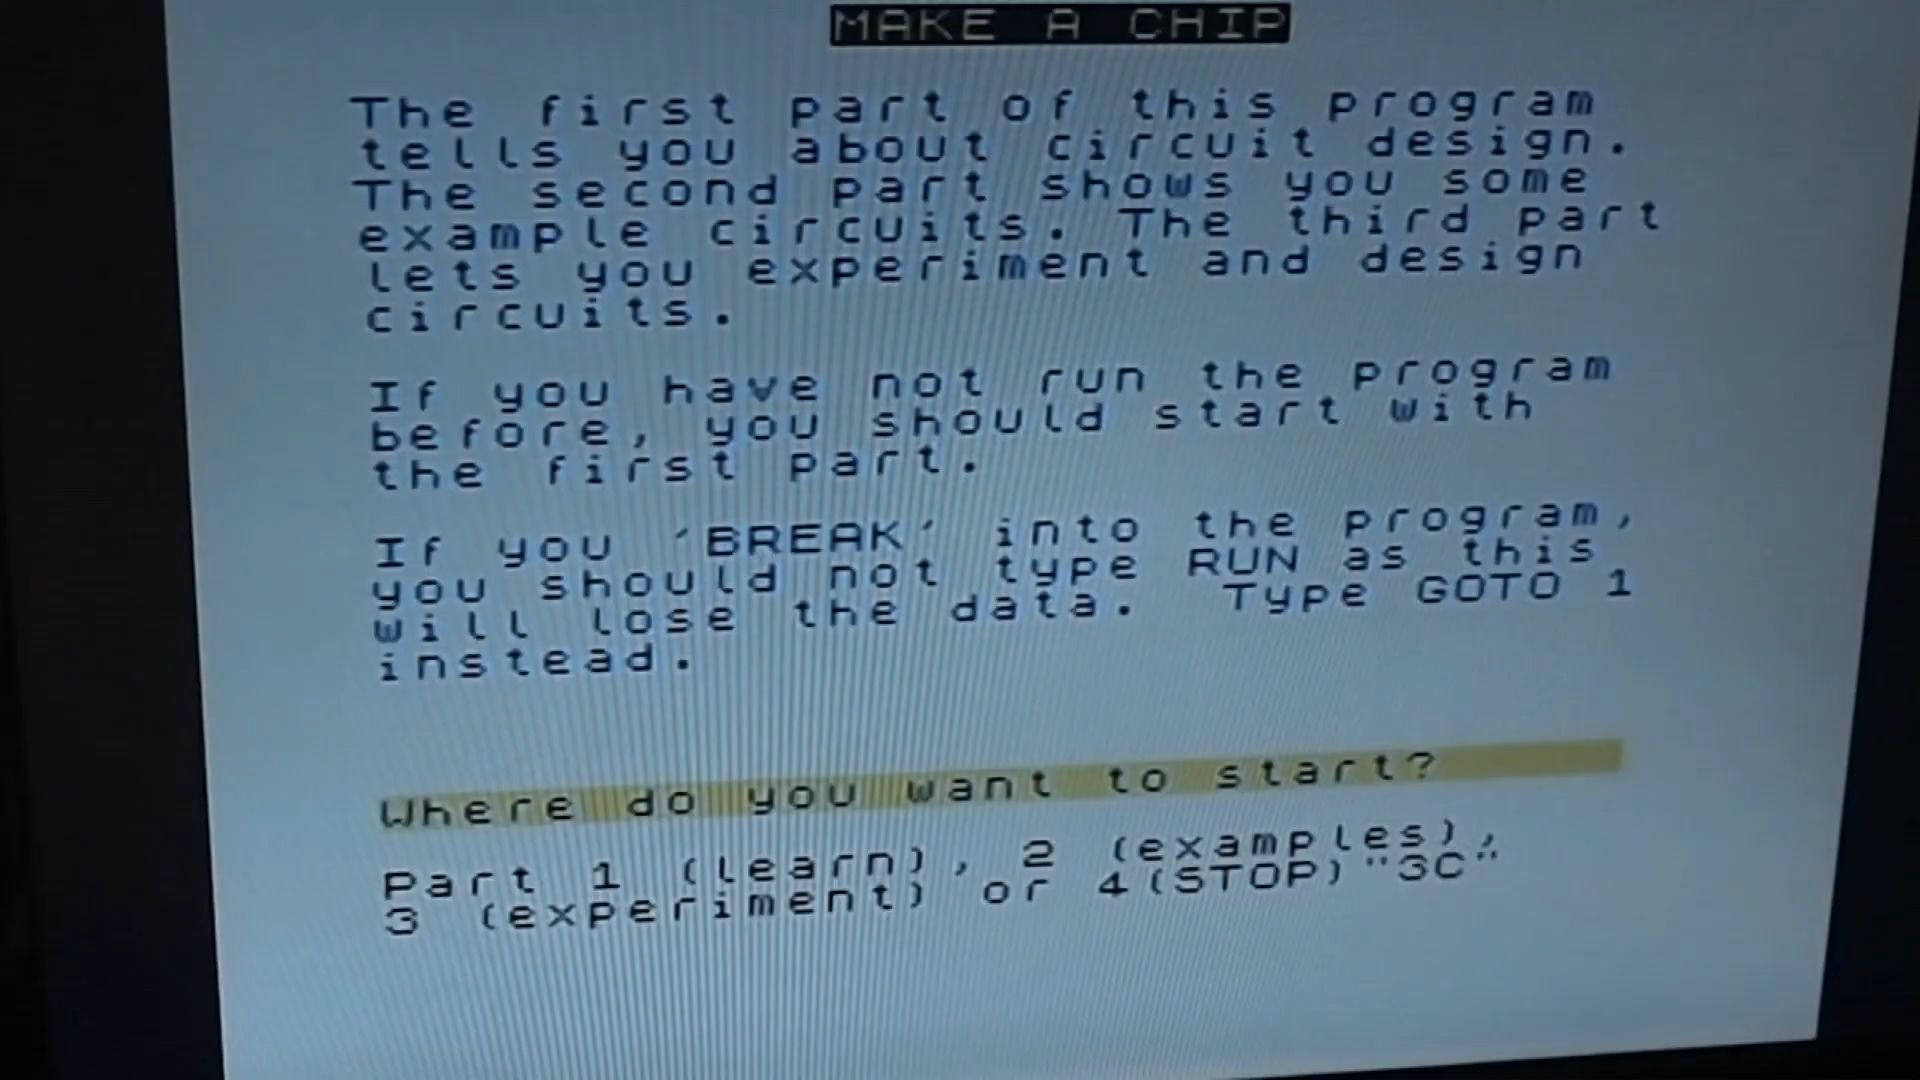 MAKE A CHIP
The first part of this program
tells you about circuit design.
The second part shows you some
example circuits. The third part
lets you experiment and design
circuits.
If you have not run the program
before, you should start with
the first part.
If you 'BREAK' into the program,
you should not type RUN as this
will lose the data. Type GOTO 1
instead.
Where do you want to start?
Part 1 (learn), 2 (examples),
3 (experiment) or 4(STOP)"3C"